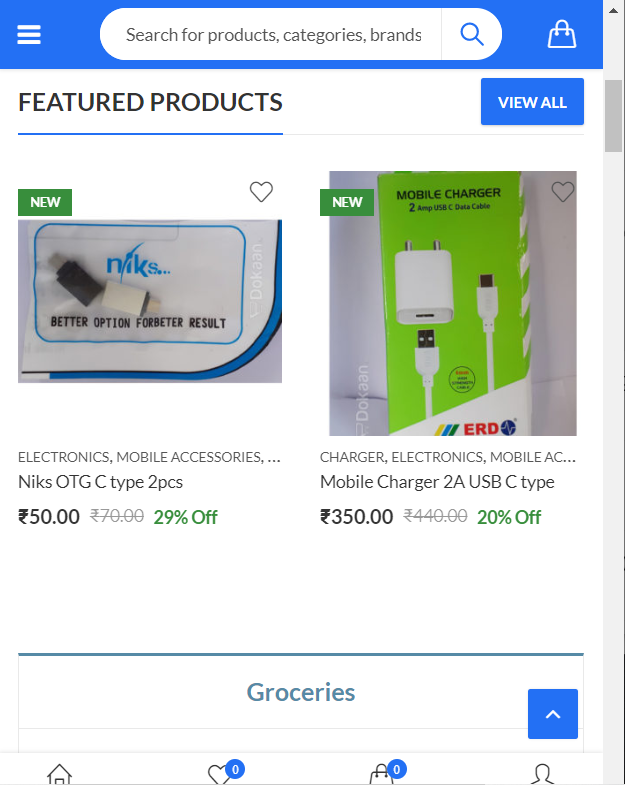 Search for products, categories, brands
FEATURED PRODUCTS
VIEW ALL
NEW
niks...
BETTER OPTION FORBETER RESULT
Dokaan
NEW
MOBILE CHARGER
2 Amp USB C Data Cable
ERD
Dokaan
ELECTRONICS, MOBILE ACCESSORIES, ...
Niks OTG C type 2pcs
₹50.00 ₹70.00 29% Off
CHARGER, ELECTRONICS, MOBILE AC...
Mobile Charger 2A USB C type
₹350.00 ₹440.00 20% Off
Groceries
0
0